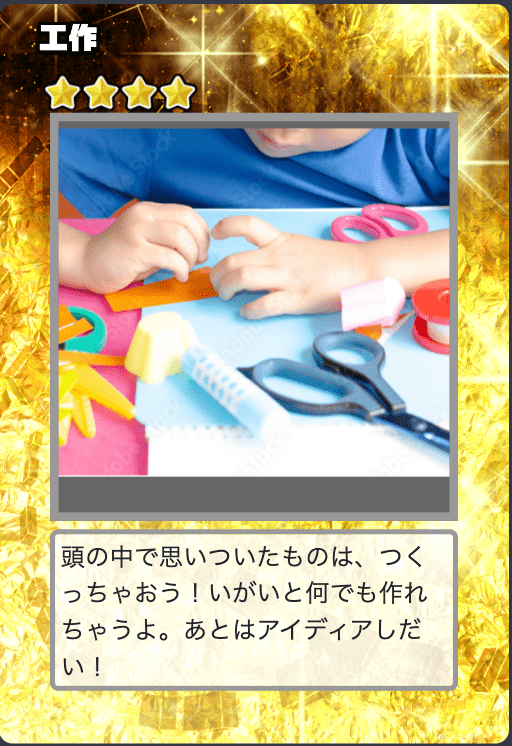 工作
頭の中で思いついたものは、つく
っちゃおう！いがいと何でも作れ
ちゃうよ。あとはアイディアしだ
い！